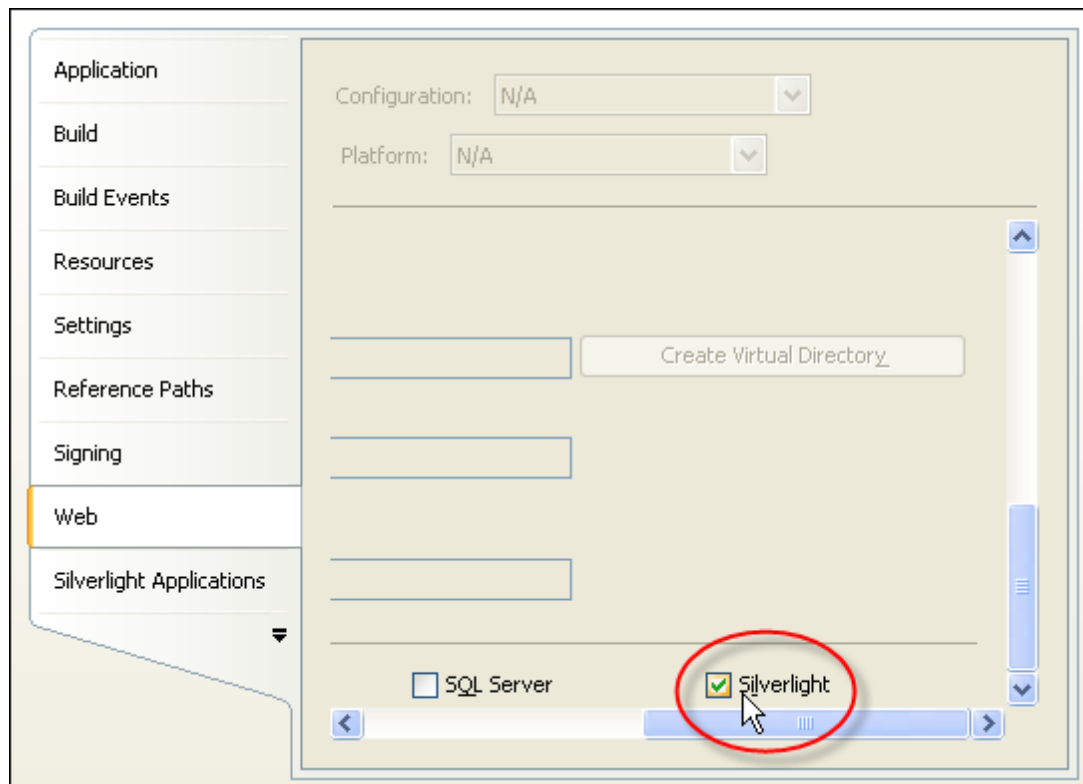 Application
Build
Build Events
Resources
Settings
Reference Paths
Signing
Web
Silverlight Applications
Configuration: N/A
Platform: N/A
Create Virtual Directory
SQL Server
Silverlight